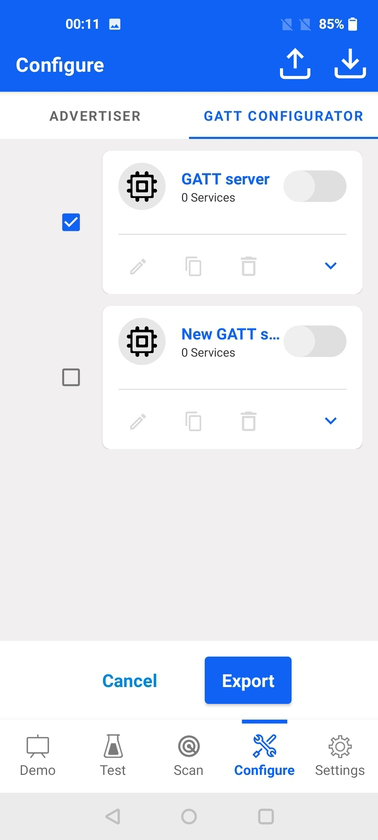 00:11
85%
Configure
ADVERTISER
GATT CONFIGURATOR
GATT server
0 Services
New GATT s...
0 Services
Cancel
Export
Demo
Test
Scan
Configure
Settings